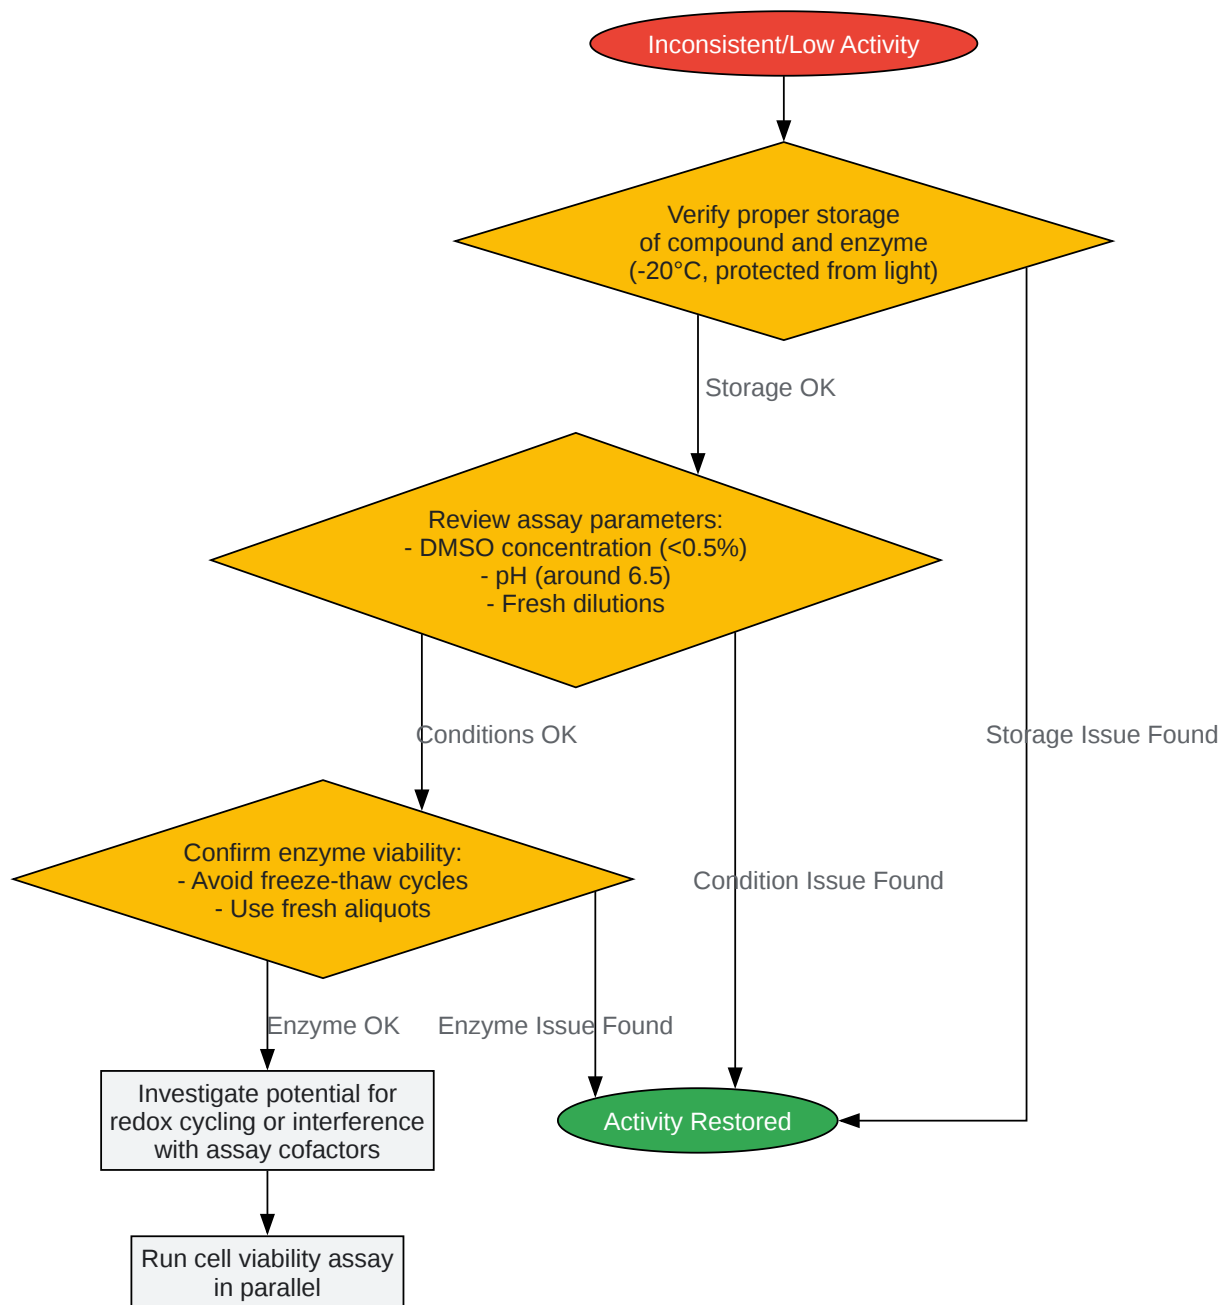 Inconsistent/Low Activity
Verify proper storage
of compound and enzyme
(-20°C, protected from light)
Storage OK
Review assay parameters:
- DMSO concentration (<0.5%)
- pH (around 6.5)
- Fresh dilutions
Conditions OK
Storage Issue Found
Confirm enzyme viability:
- Avoid freeze-thaw cycles
- Use fresh aliquots
Condition Issue Found
Enzyme OK
Enzyme Issue Found
Investigate potential for
redox cycling or interference
with assay cofactors
Activity Restored
Run cell viability assay
in parallel